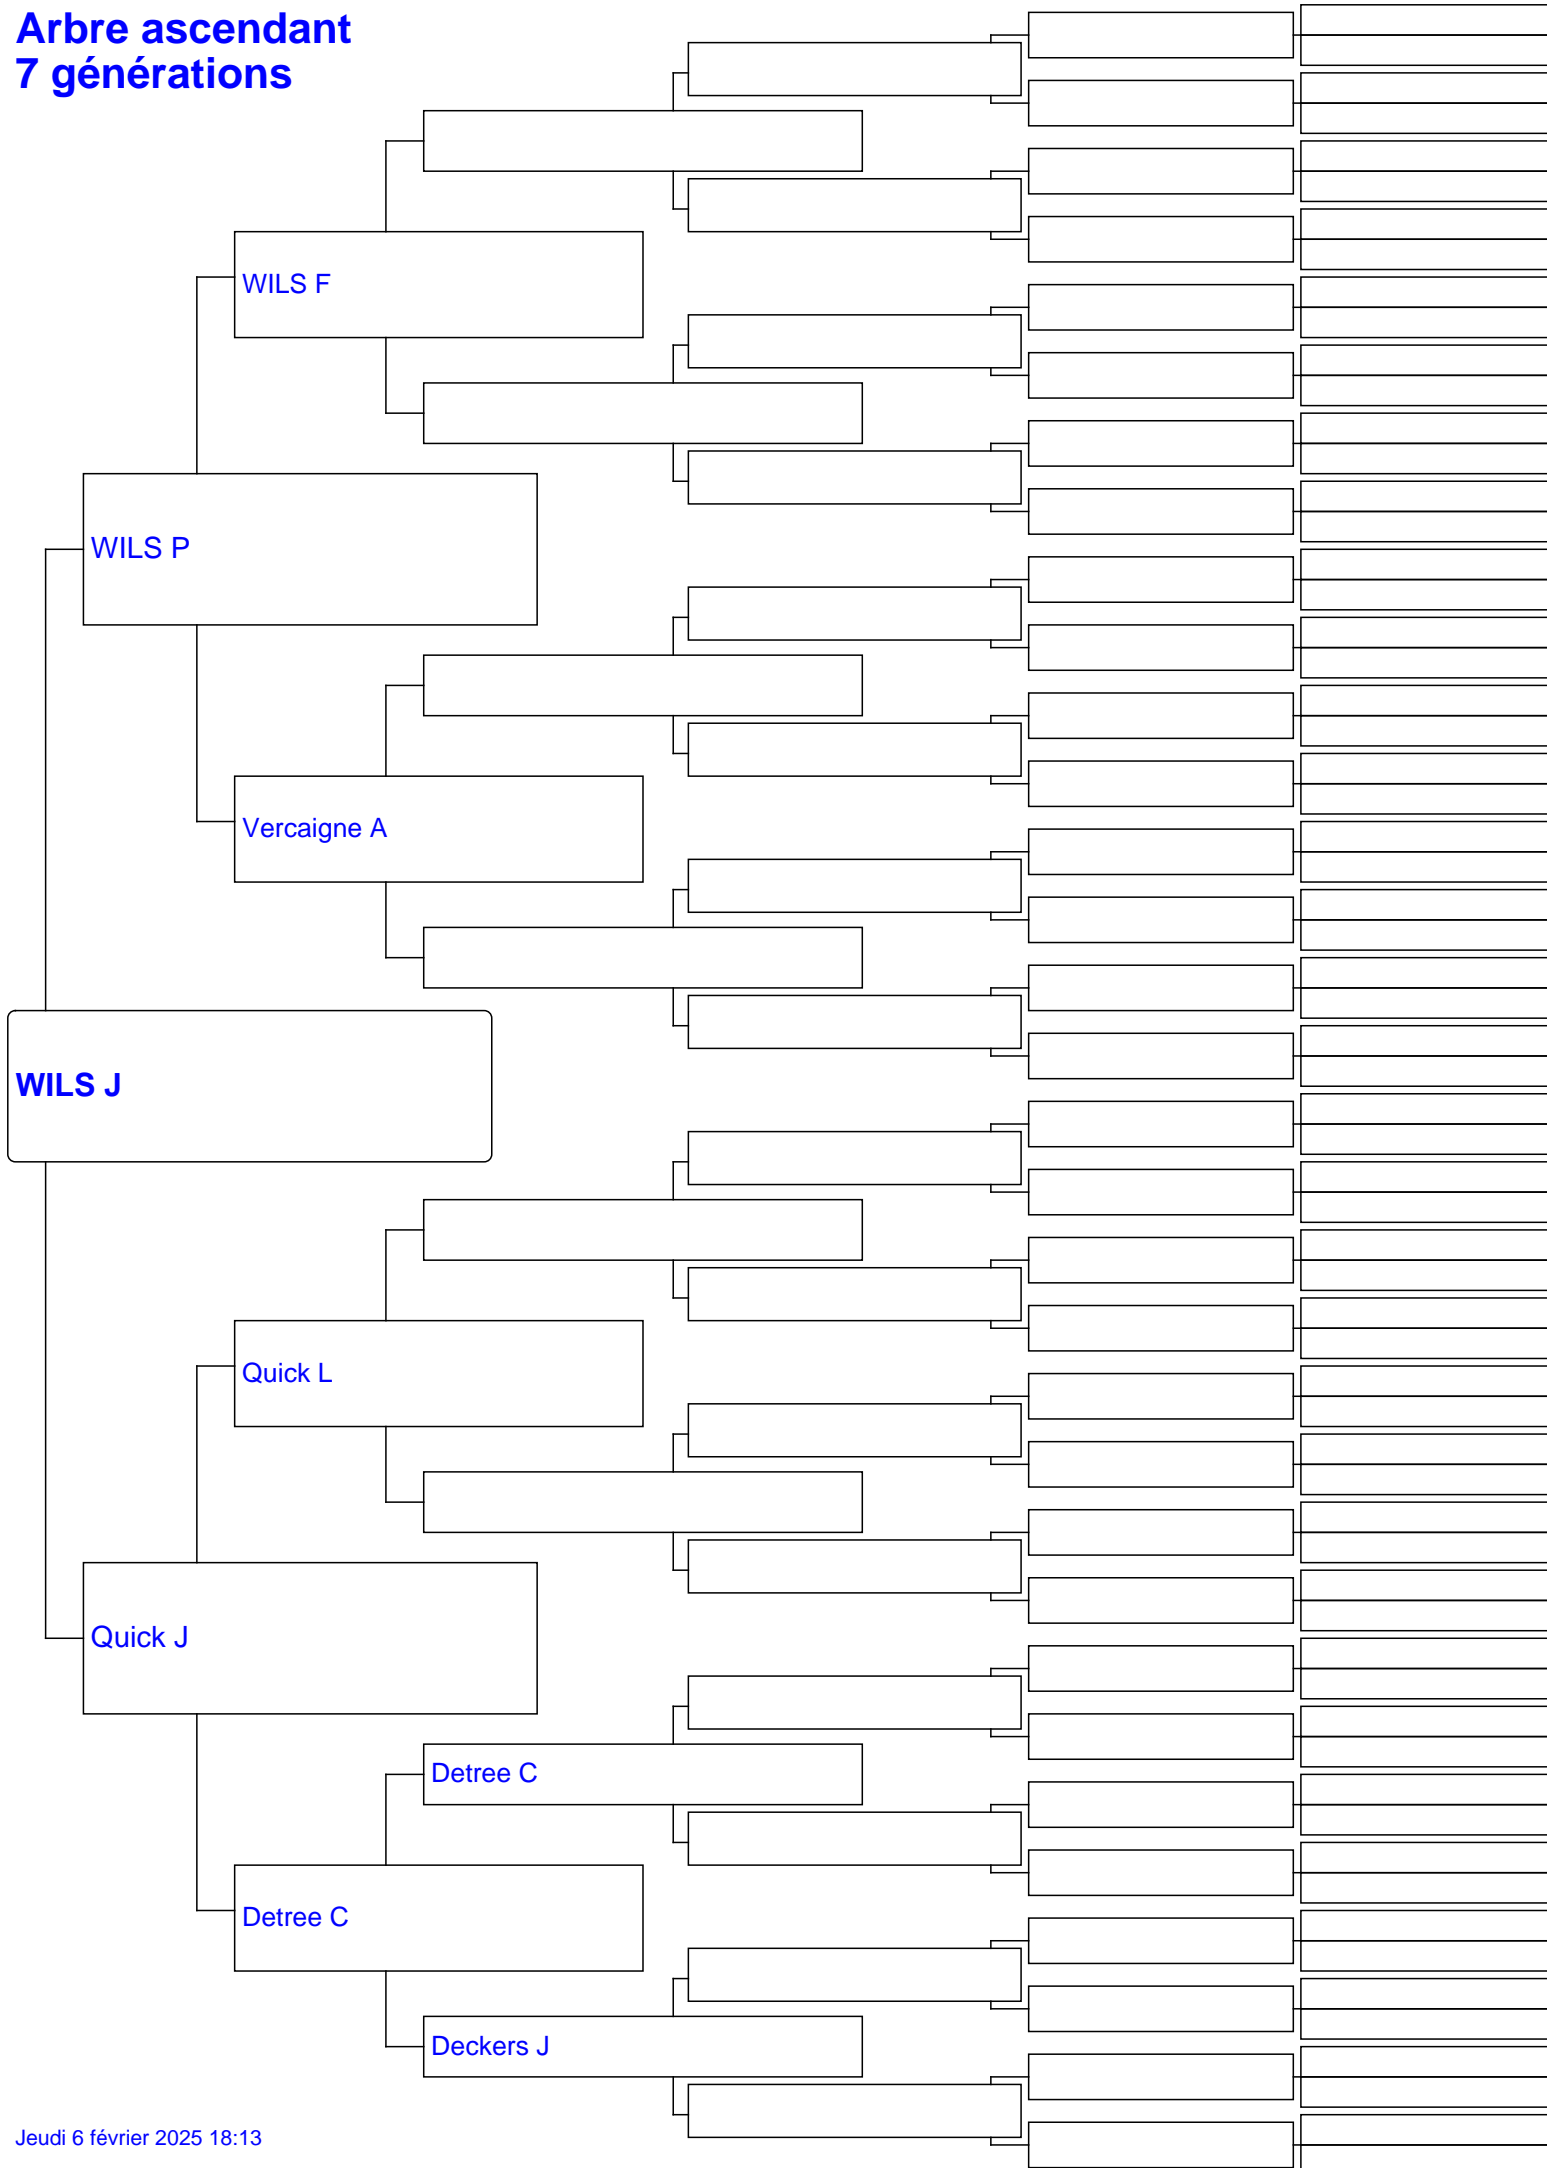 Arbre ascendant
7 générations
WILS F
WILS P
Vercaigne A
WILS J
Quick L
Quick J
Detree C
Detree C
Deckers J
Jeudi 6 février 2025 18:13